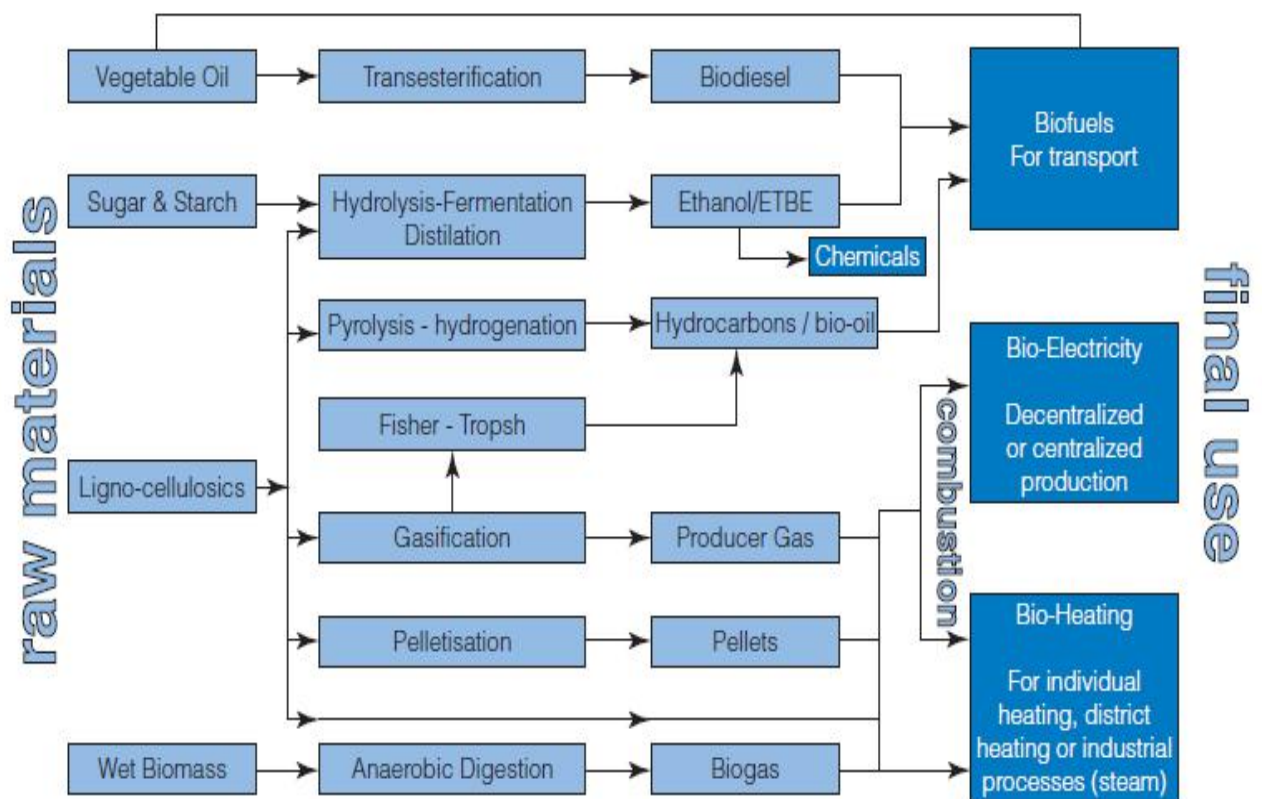 raw materials
Vegetable Oil
Transesterification
Biodiesel
Biofuels
For transport
Sugar & Starch
Hydrolysis-Fermentation
Distilation
Ethanol/ETBE
Chemicals
Pyrolysis - hydrogenation
Hydrocarbons / bio-oil
Fisher - Tropsh
Ligno-cellulosics
Gasification
Producer Gas
Pelletisation
Pellets
Wet Biomass
Anaerobic Digestion
Biogas
combustion
Bio-Electricity
Decentralized
or centralized
production
Bio-Heating
For individual
heating, district
heating or industrial
processes (steam)
final use